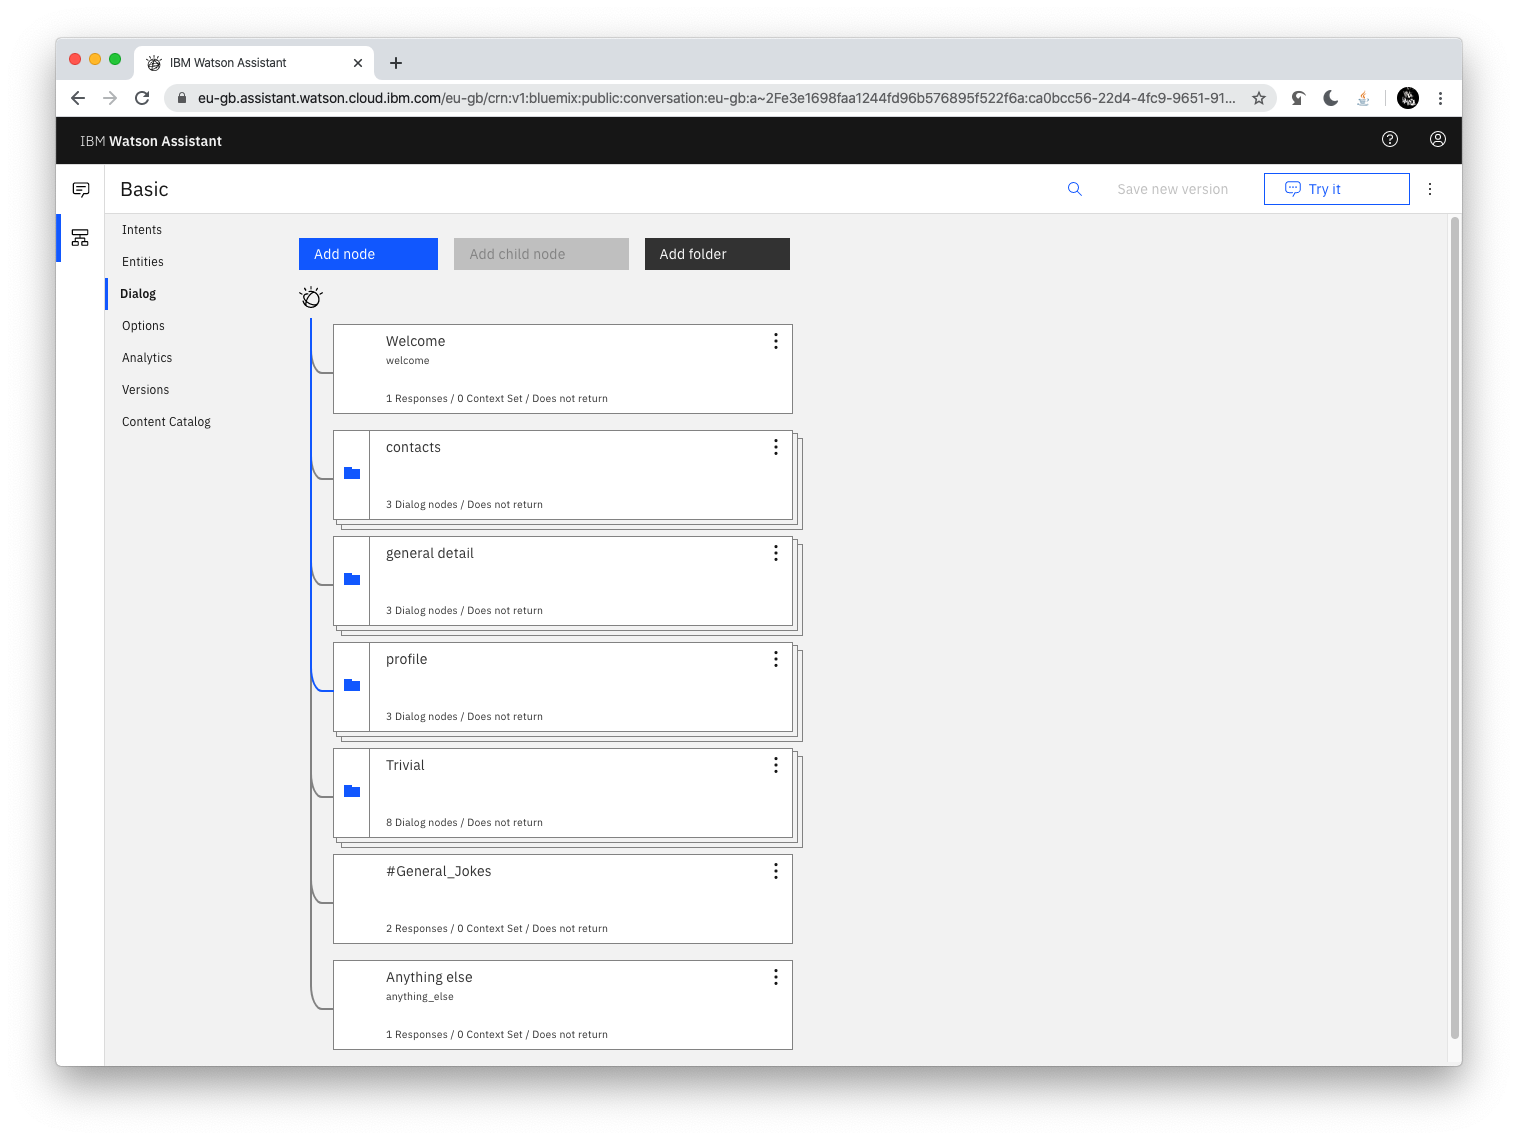 IBM Watson Assistant
eu-gb.assistant.watson.cloud.ibm.com/eu-gb/crn:v1:bluemix:public:conversation:eu-gb:a~2Fe3e1698faa1244fd96b576895f522f6a:ca0bcc56-22d4-4fc9-9651-91...
IBM Watson Assistant
Basic
Save new version
Try it
Intents
Entities
Dialog
Options
Analytics
Versions
Content Catalog
Add node
Add child node
Add folder
Welcome
welcome
1 Responses / 0 Context Set / Does not return
contacts
3 Dialog nodes / Does not return
general detail
3 Dialog nodes / Does not return
profile
3 Dialog nodes / Does not return
Trivial
8 Dialog nodes / Does not return
#General_Jokes
2 Responses / 0 Context Set / Does not return
Anything else
anything_else
1 Responses / 0 Context Set / Does not return